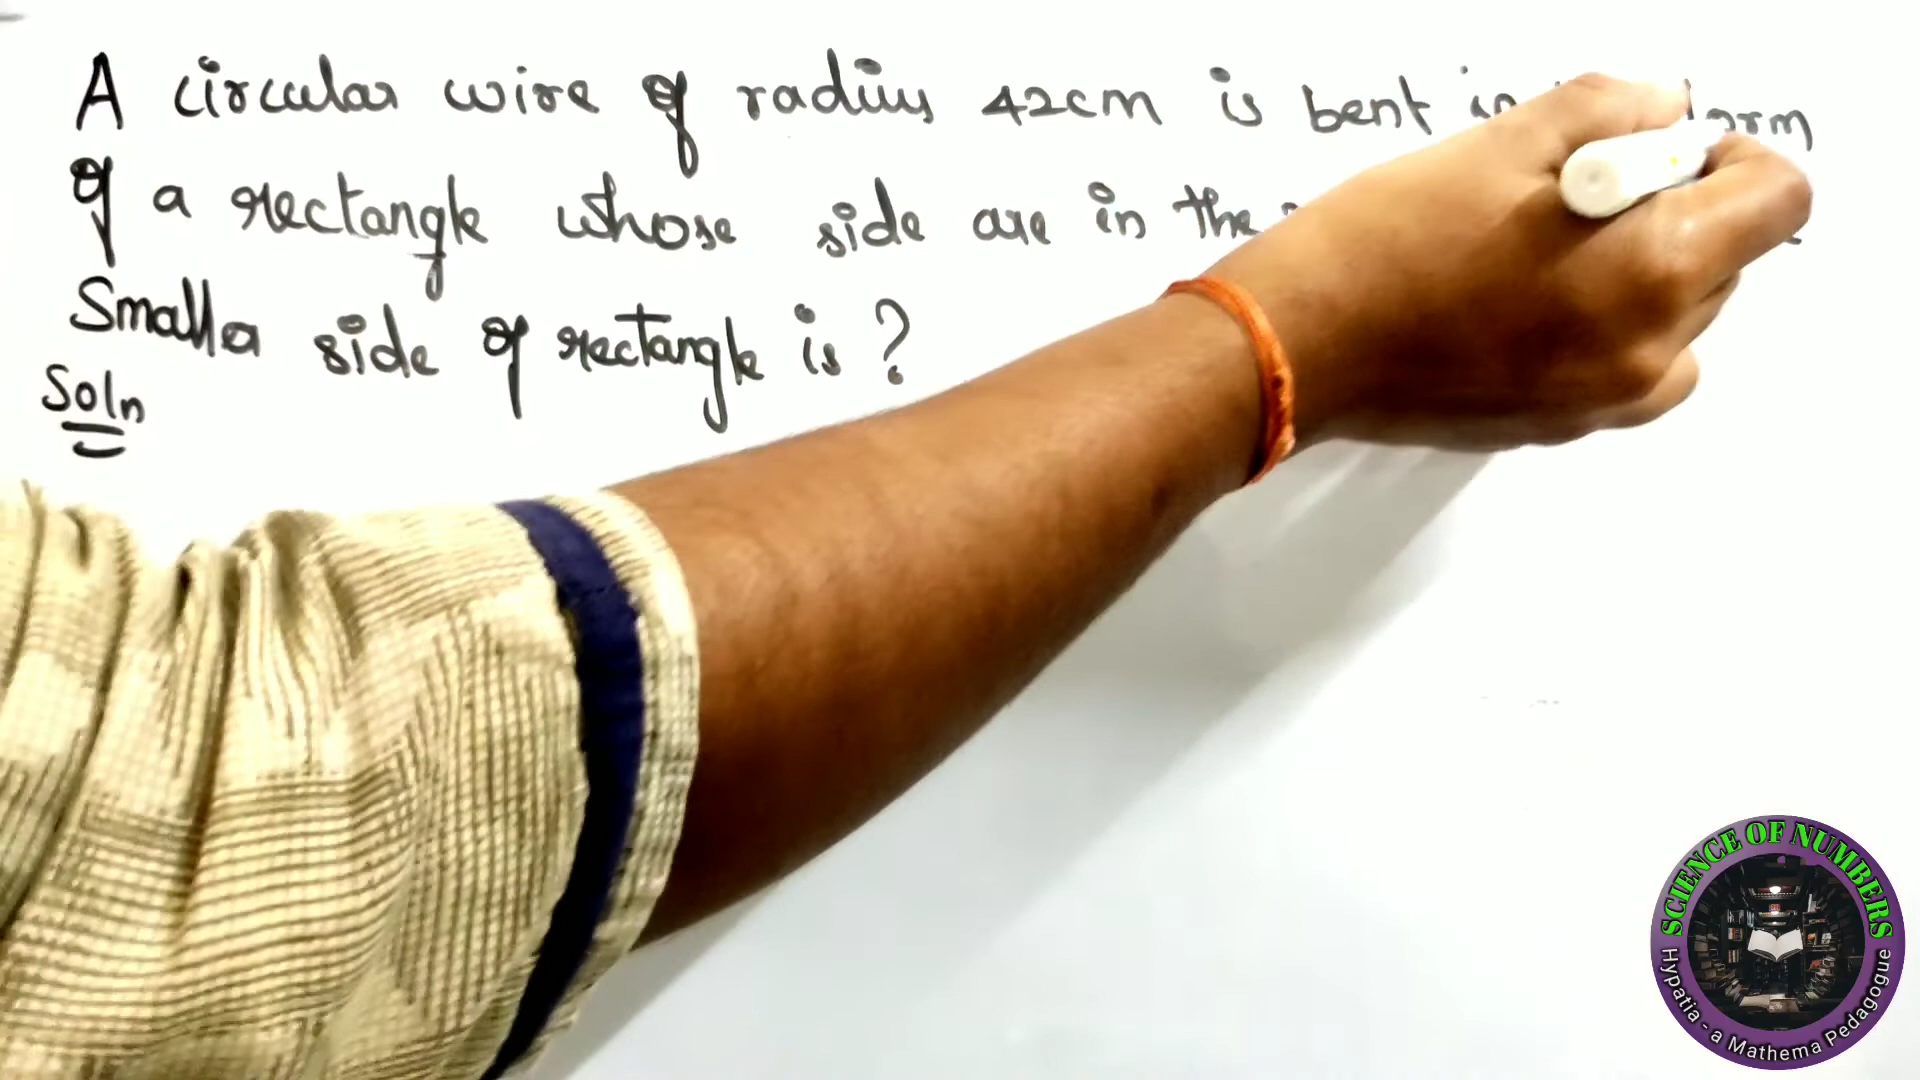 A circular wire of radius 42cm is bent in form
of a rectangle whose side are in the
Smaller side of rectangle is ?
Soln
SCIENCE OF NUMBERS
Hypatia - a Mathema Pedagogue